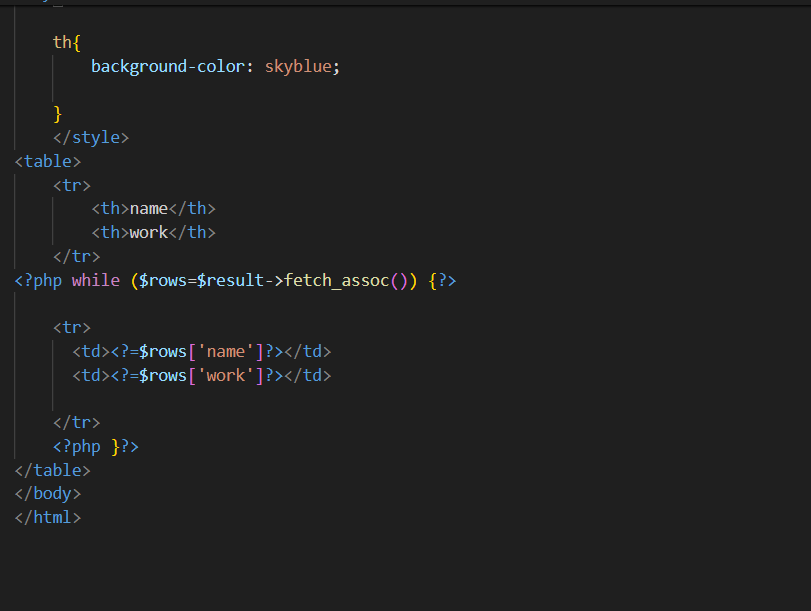 th{
background-color: skyblue;
}
</style>
<table>
<tr>
<th>name</th>
<th>work</th>
</tr>
<?php while ($rows=$result->fetch_assoc()) {?>
<tr>
<td><?=$rows['name']?></td>
<td><?=$rows['work']?></td>
</tr>
<?php }?>
</table>
</body>
</html>